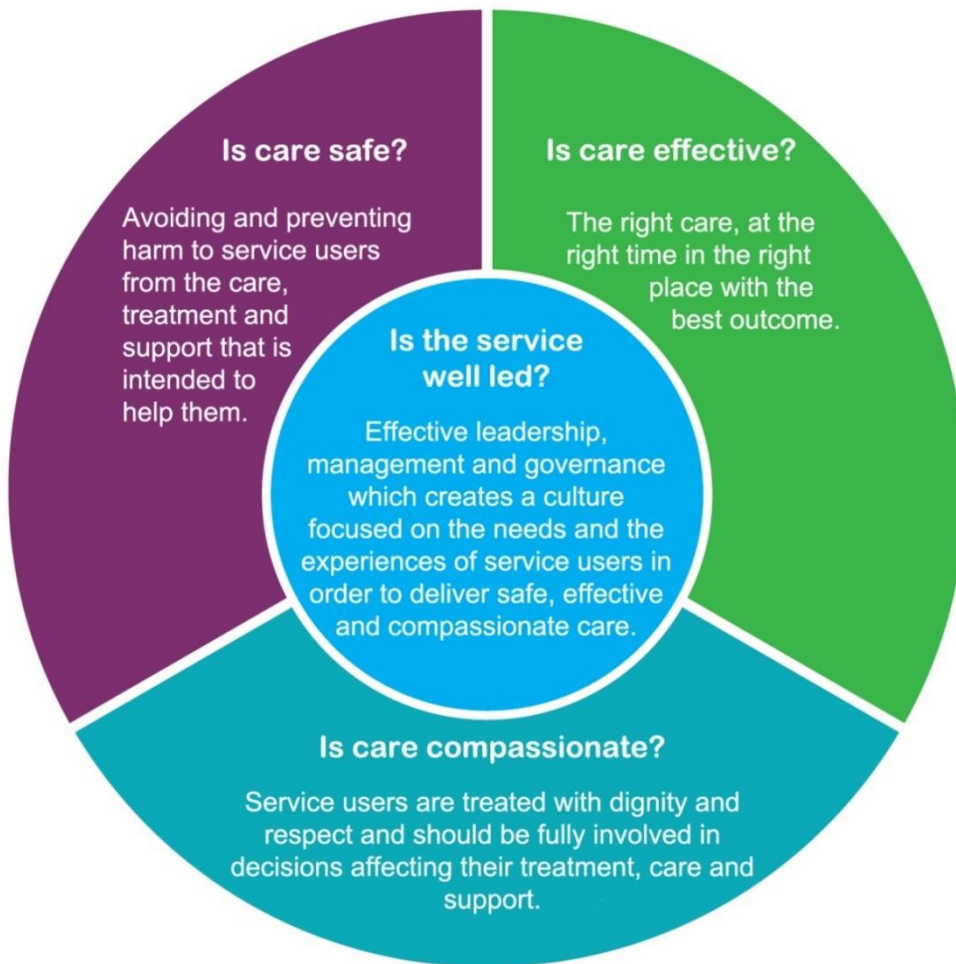 Is care safe?
Avoiding and preventing
harm to service users
from the care,
treatment and
support that is
intended to
help them.
Is care effective?
The right care, at the
right time in the right
place with the
best outcome.
Is the service
well led?
Effective leadership,
management and governance
which creates a culture
focused on the needs and the
experiences of service users in
order to deliver safe, effective
and compassionate care.
Is care compassionate?
Service users are treated with dignity and
respect and should be fully involved in
decisions affecting their treatment, care and
support.